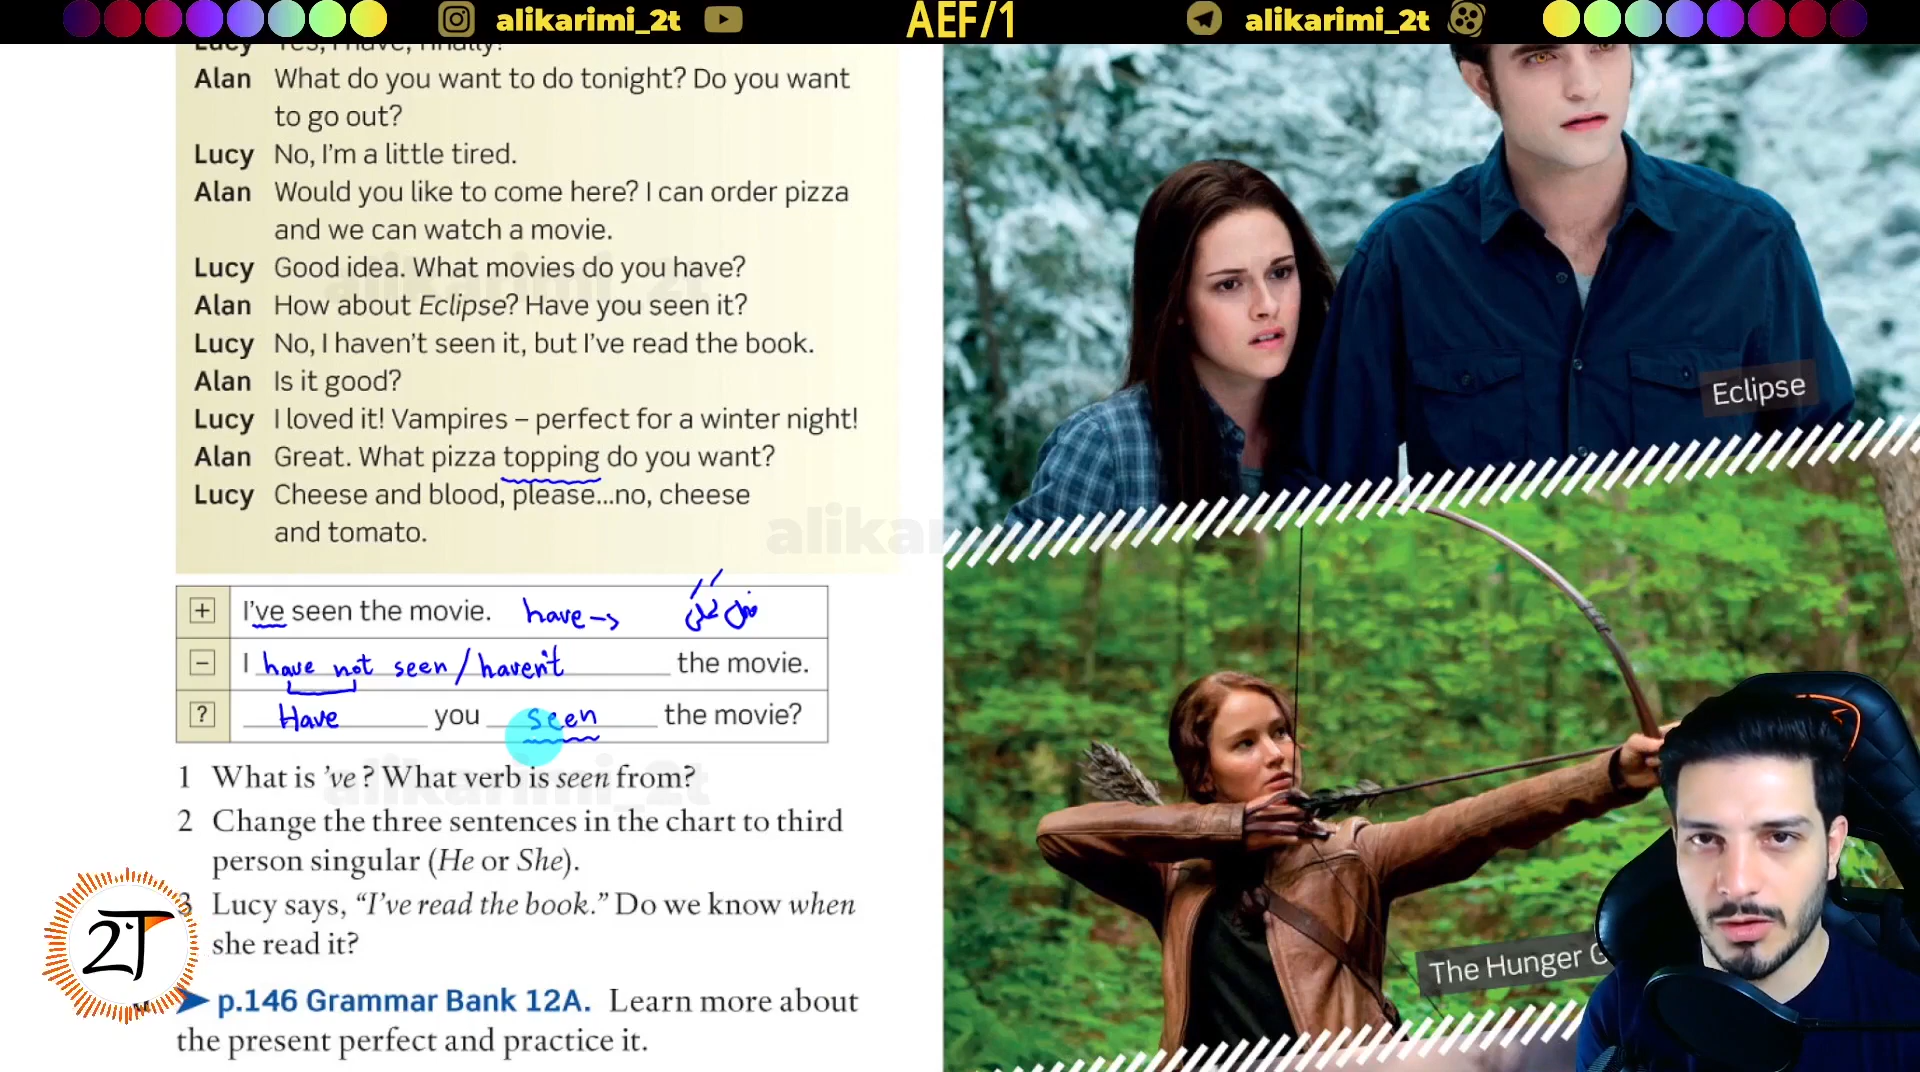 alikarimi_2t
AEF/1
alikarimi_2t
Lucy Yes, I have, finally!
Alan What do you want to do tonight? Do you want
to go out?
Lucy No, I'm a little tired.
Alan Would you like to come here? I can order pizza
and we can watch a movie.
Lucy Good idea. What movies do you have?
Alan How about Eclipse? Have you seen it?
Lucy No, I haven't seen it, but I've read the book.
Alan Is it good?
Lucy I loved it! Vampires – perfect for a winter night!
Alan Great. What pizza topping do you want?
Lucy Cheese and blood, please...no, cheese
and tomato.
+ I've seen the movie. have →
– I have not seen / haven't the movie.
? Have you seen the movie?
1 What is 've? What verb is seen from?
2 Change the three sentences in the chart to third
person singular (He or She).
3 Lucy says, “I've read the book.” Do we know when
she read it?
p.146 Grammar Bank 12A. Learn more about
the present perfect and practice it.
2T
Eclipse
The Hunger G
alikarimi_2t